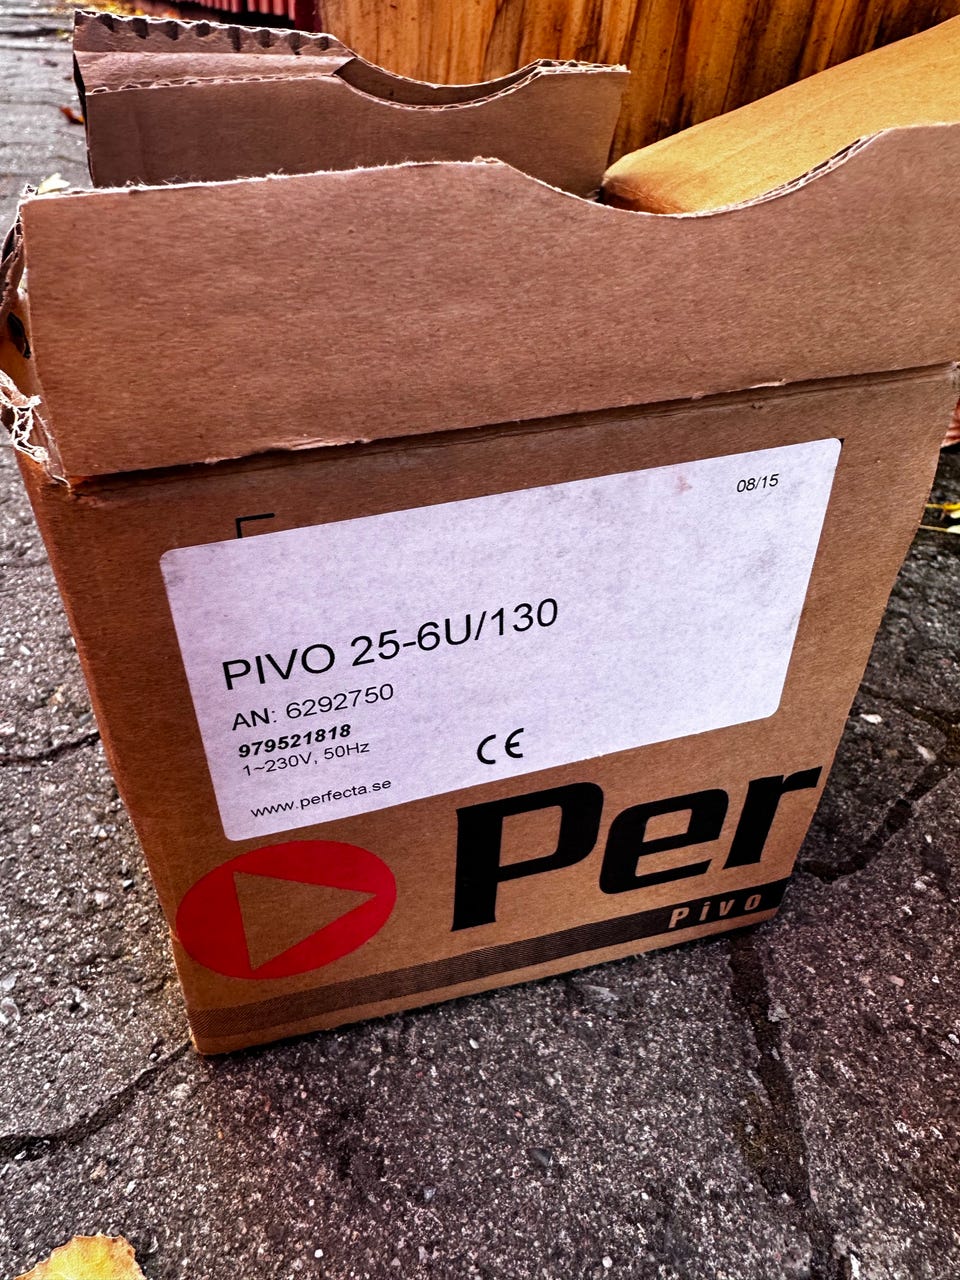 08/15
PIVO 25-6U/130
AN: 6292750
979521818
1~230V, 50Hz
CE
www.perfecta.se
Per
Pivo